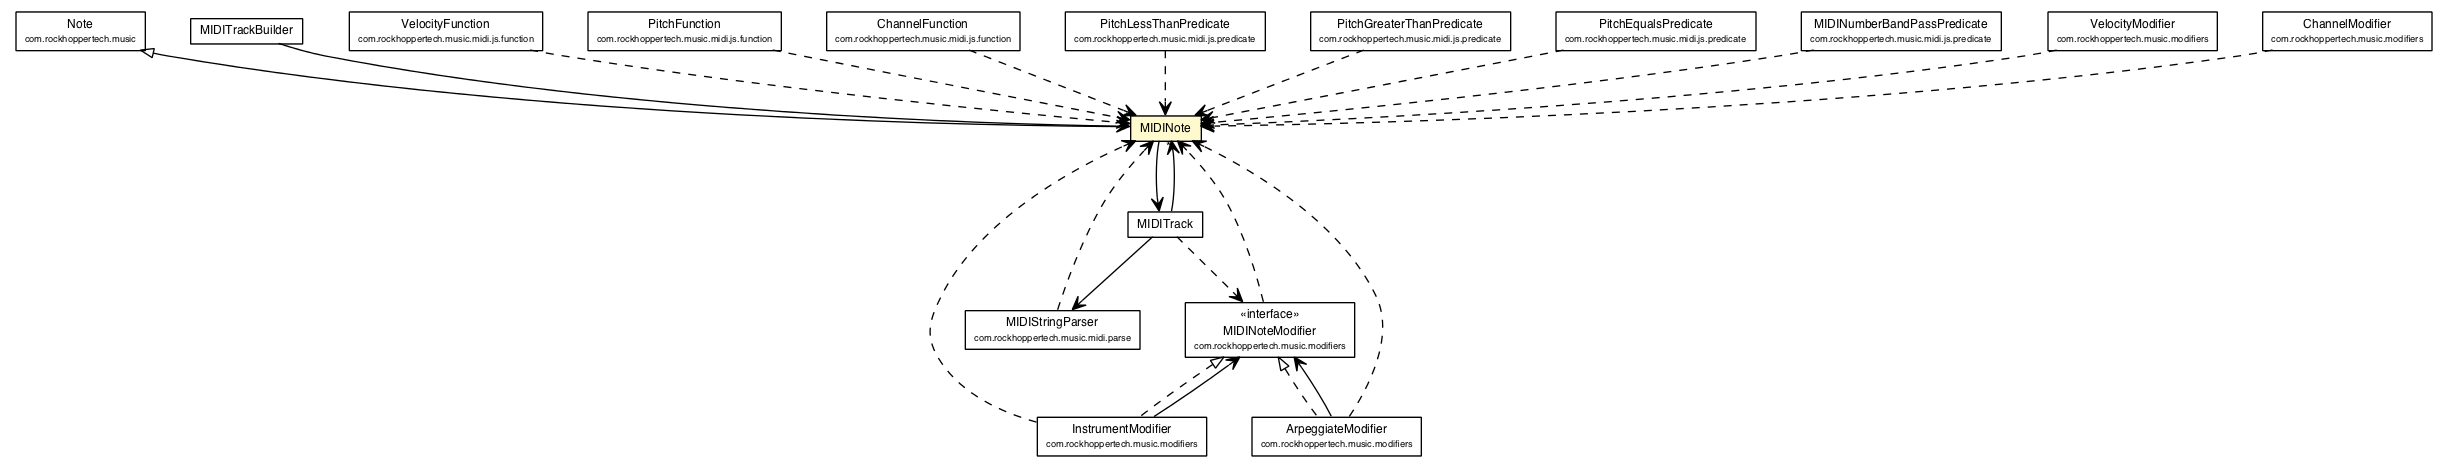 Note
com.rockhoppertech.music
MIDITrackBuilder
VelocityFunction
com.rockhoppertech.music.midi.js.function
PitchFunction
com.rockhoppertech.music.midi.js.function
ChannelFunction
com.rockhoppertech.music.midi.js.function
PitchLessThanPredicate
com.rockhoppertech.music.midi.js.predicate
PitchGreaterThanPredicate
com.rockhoppertech.music.midi.js.predicate
PitchEqualsPredicate
com.rockhoppertech.music.midi.js.predicate
MIDINumberBandPassPredicate
com.rockhoppertech.music.midi.js.predicate
VelocityModifier
com.rockhoppertech.music.modifiers
ChannelModifier
com.rockhoppertech.music.modifiers
MIDINote
MIDITrack
MIDIStringParser
com.rockhoppertech.music.midi.parse
«interface»
MIDINoteModifier
com.rockhoppertech.music.modifiers
InstrumentModifier
com.rockhoppertech.music.modifiers
ArpeggiateModifier
com.rockhoppertech.music.modifiers